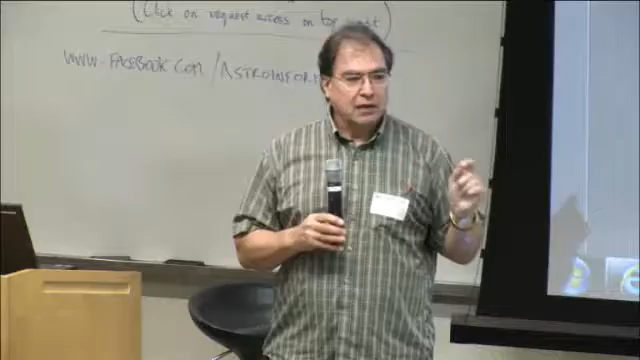 (Click on request access on top right)
WWW.FACEBOOK.COM/ASTROINFOR